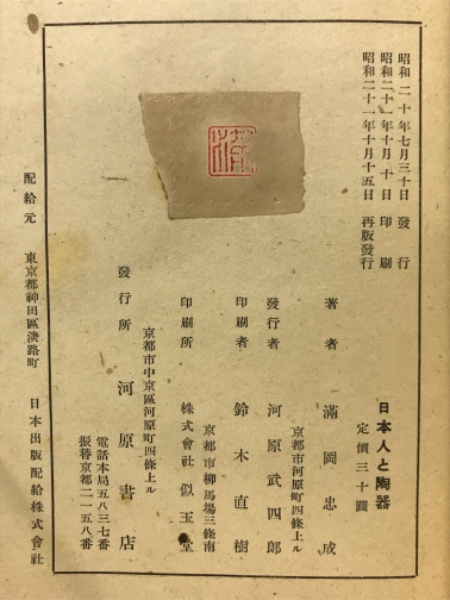 昭和二十年七月三十日 發行
昭和二十一年十月十日 印刷
昭和二十一年十月十五日 再版發行
日本人と陶器
定價三十圓
著者 滿岡忠成
京都市河原町四條上ル
發行者 河原武四郎
印刷者 鈴木直樹
京都市柳馬場三條南
印刷所 株式會社似玉堂
京都市中京區河原町四條上ル
發行所 河原書店
電話本局五八三七番
振替京都二一五八番
配給元 東京都神田區淡路町 日本出版配給株式會社